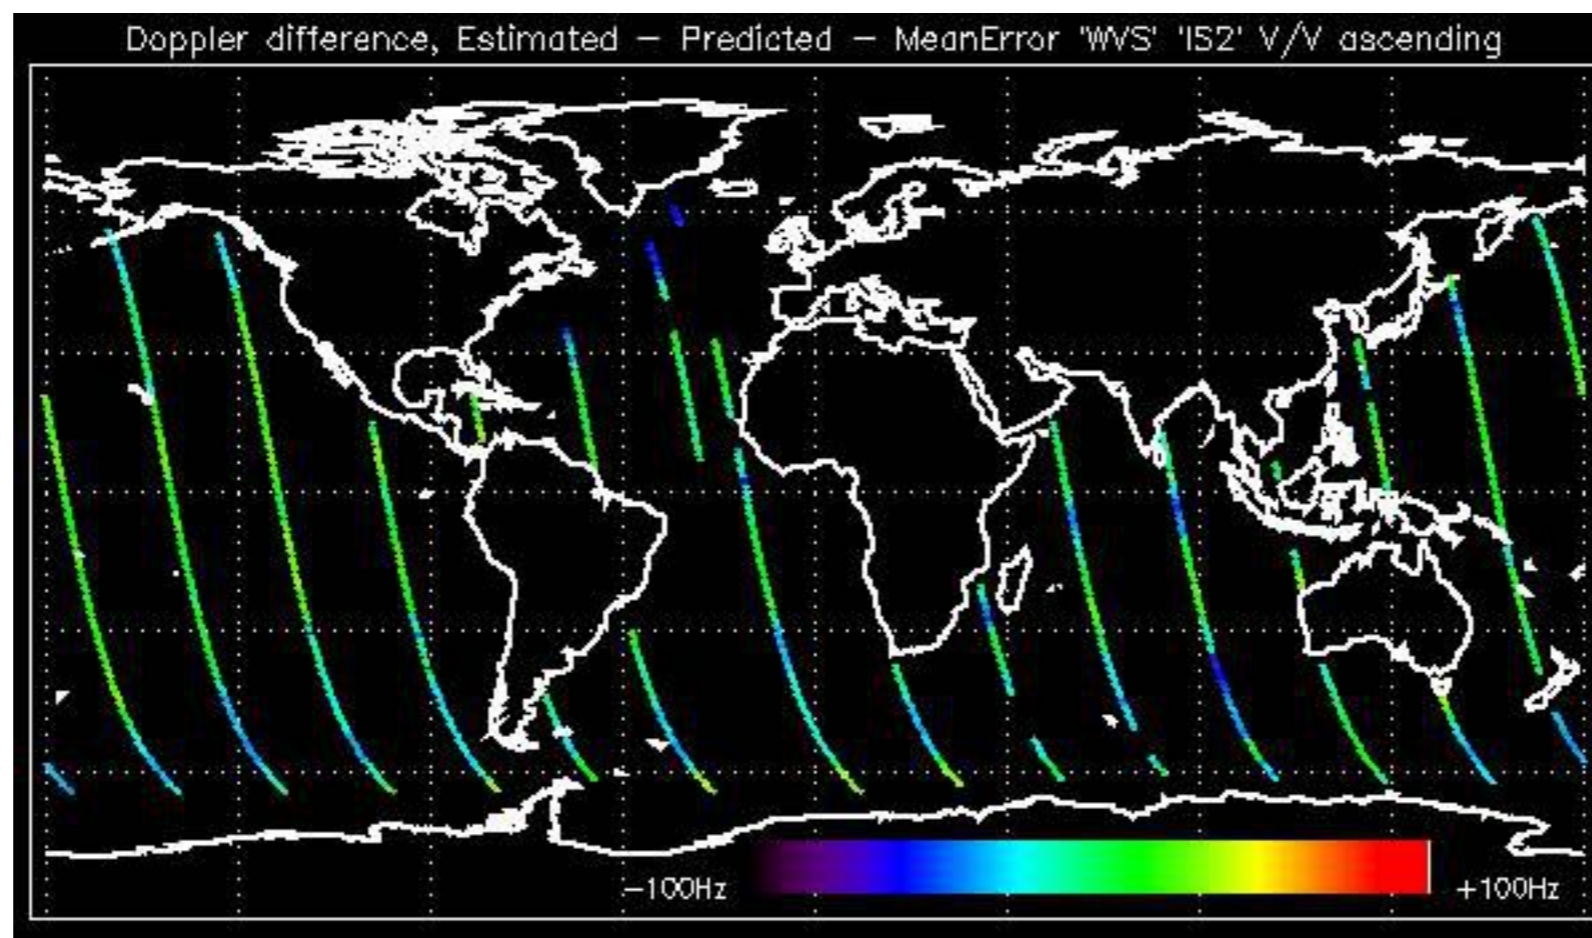 Doppler difference, Estimated – Predicted – MeanError 'WVS' 'IS2' V/V ascending
−100Hz
+100Hz